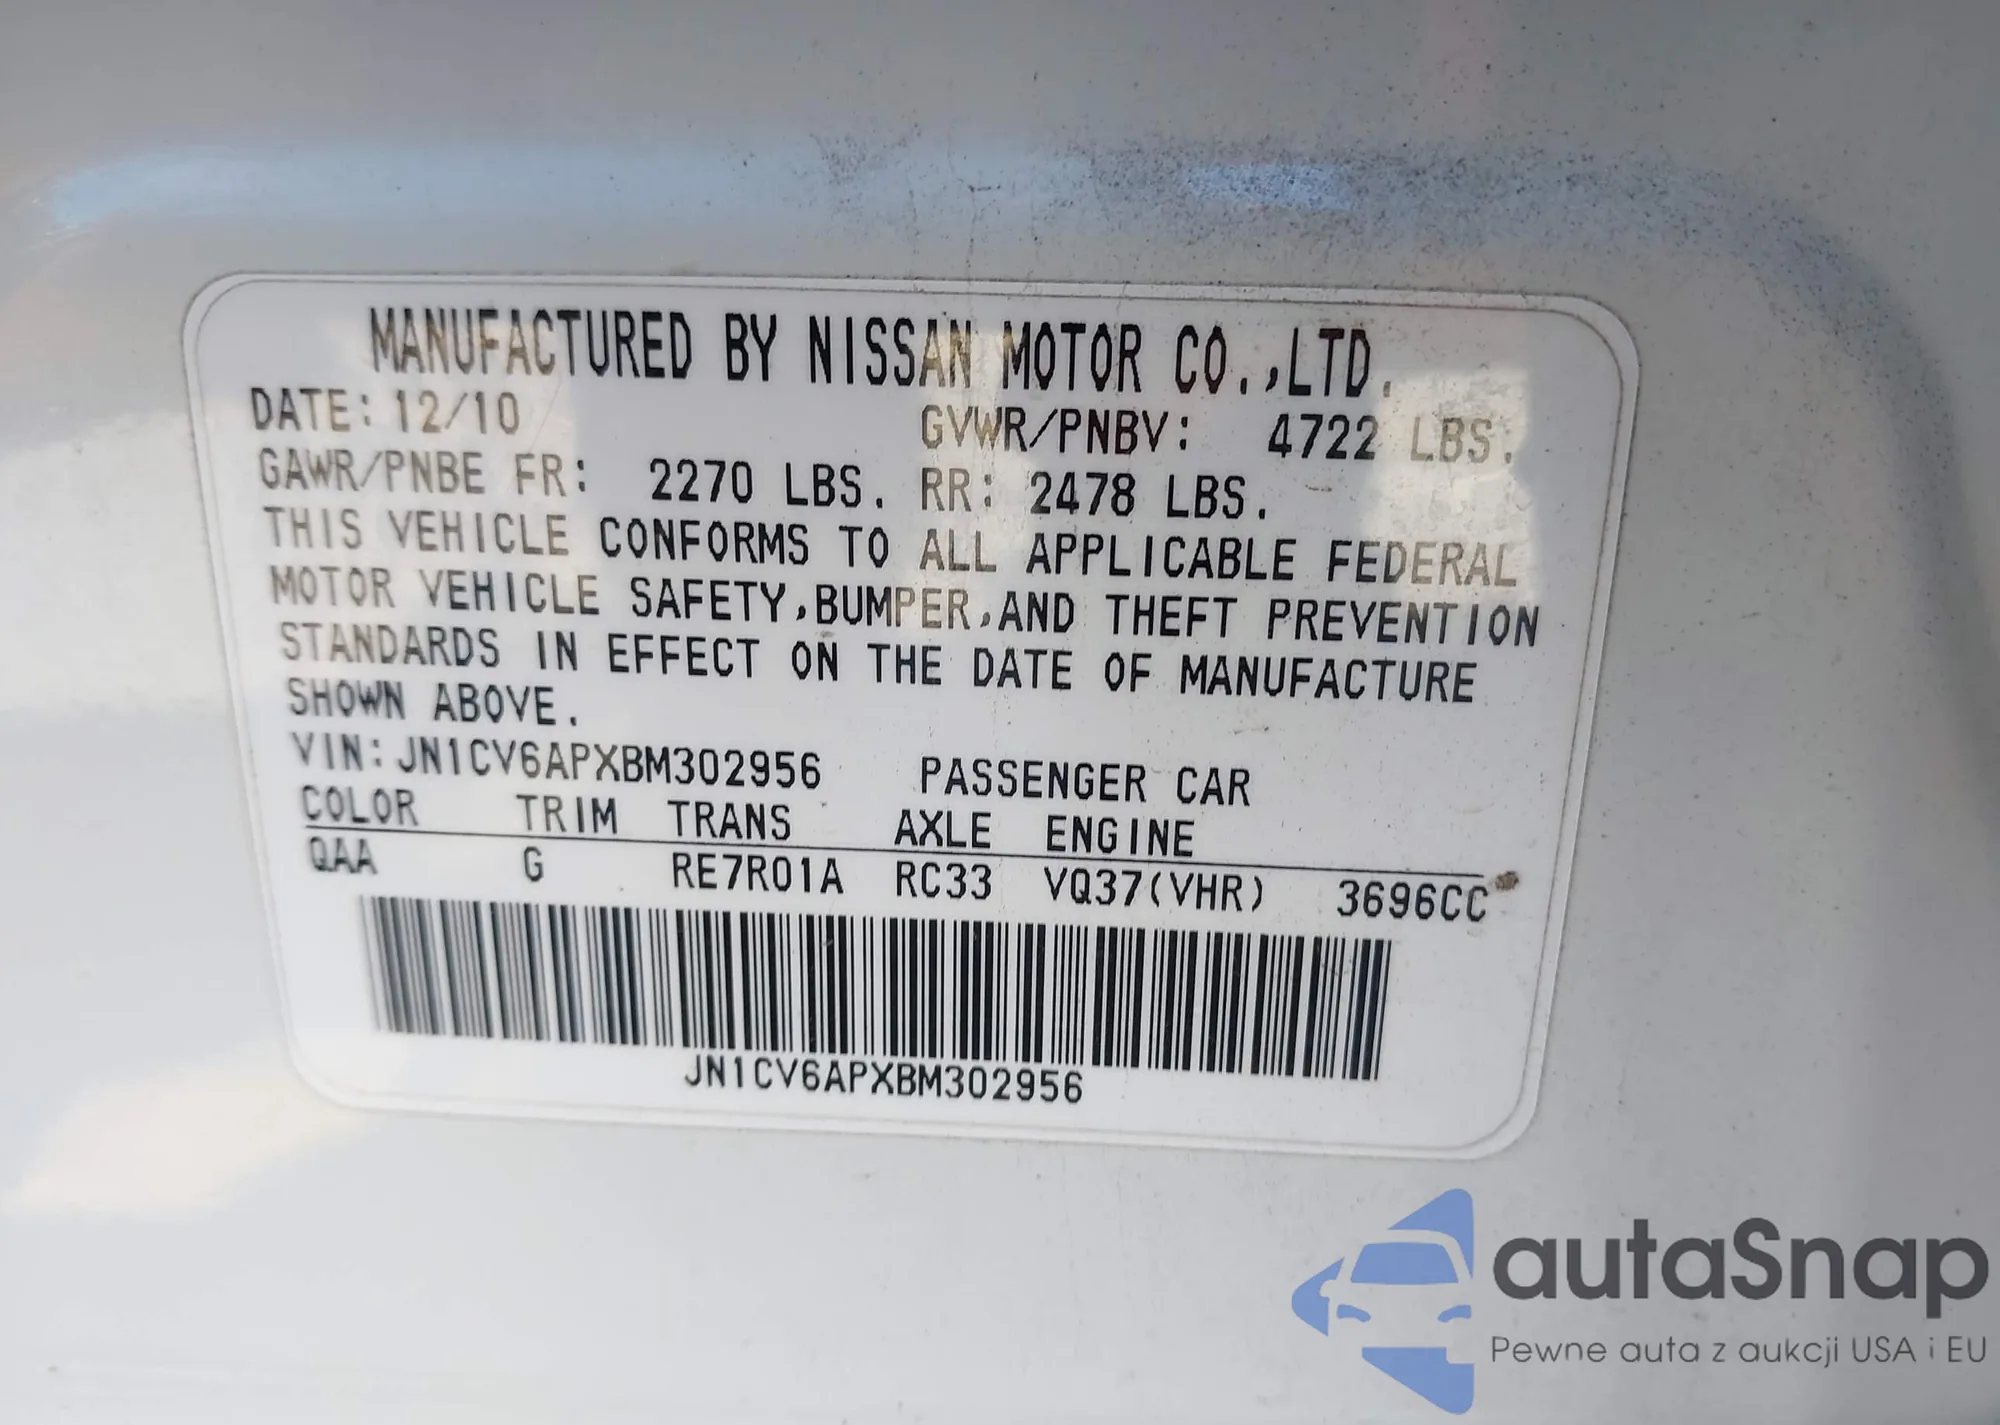 MANUFACTURED BY NISSAN MOTOR CO.,LTD.
DATE: 12/10 GVWR/PNBV: 4722 LBS.
GAWR/PNBE FR: 2270 LBS. RR: 2478 LBS.
THIS VEHICLE CONFORMS TO ALL APPLICABLE FEDERAL
MOTOR VEHICLE SAFETY,BUMPER,AND THEFT PREVENTION
STANDARDS IN EFFECT ON THE DATE OF MANUFACTURE
SHOWN ABOVE.
VIN:JN1CV6APXBM302956 PASSENGER CAR
COLOR TRIM TRANS AXLE ENGINE
QAA G RE7R01A RC33 VQ37(VHR) 3696CC
JN1CV6APXBM302956
autaSnap
Pewne auta z aukcji USA i EU